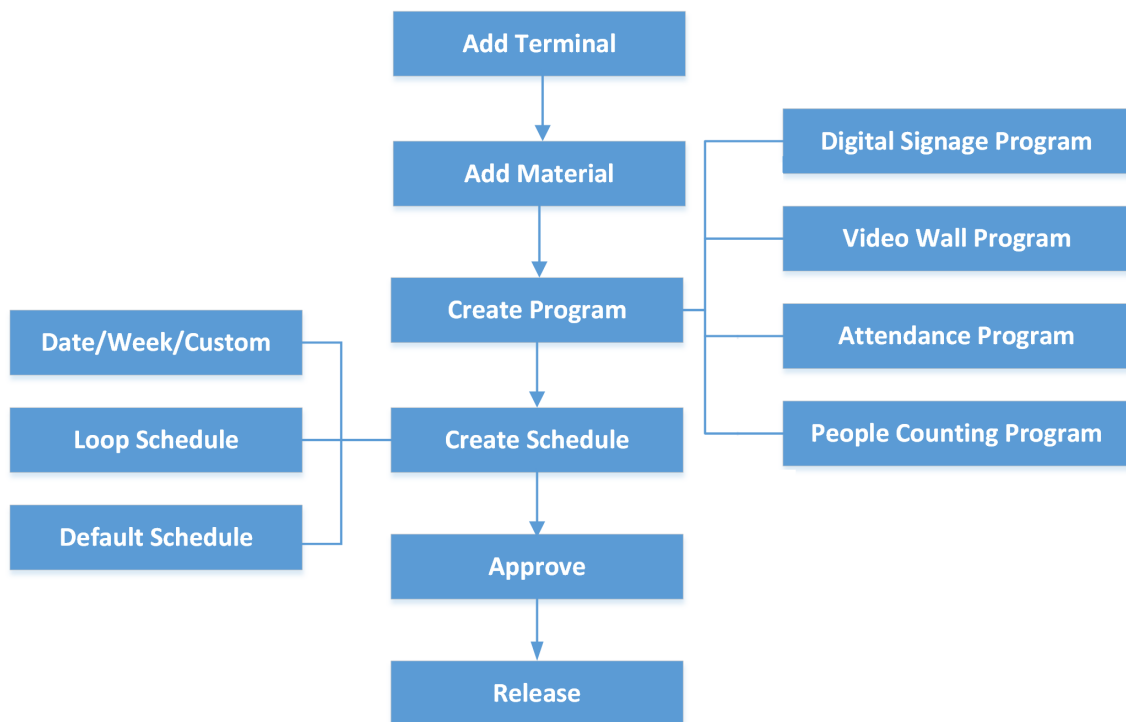 Add Terminal
Add Material
Create Program
Digital Signage Program
Video Wall Program
Attendance Program
People Counting Program
Create Schedule
Date/Week/Custom
Loop Schedule
Default Schedule
Approve
Release